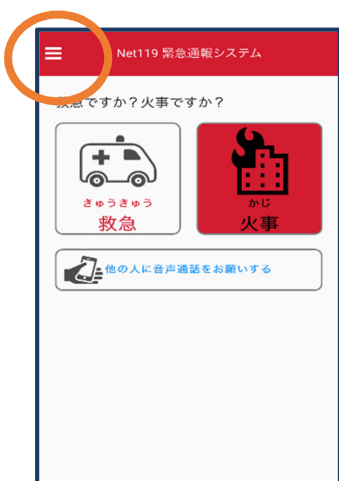 Net119 緊急通報システム
救急ですか？火事ですか？
きゅうきゅう
救急
かじ
火事
他の人に音声通話をお願いする